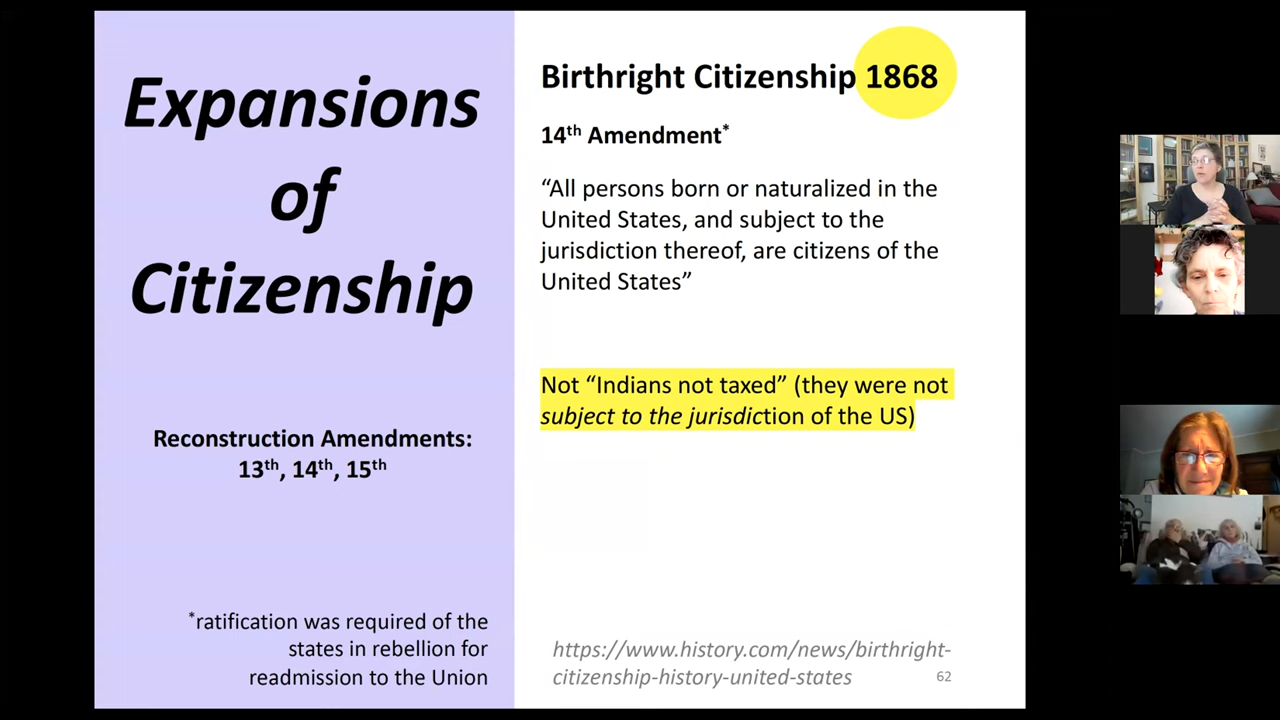 Expansions
of
Citizenship
Reconstruction Amendments:
13th, 14th, 15th
*ratification was required of the
states in rebellion for
readmission to the Union
Birthright Citizenship 1868
14th Amendment*
“All persons born or naturalized in the
United States, and subject to the
jurisdiction thereof, are citizens of the
United States”
Not “Indians not taxed” (they were not
subject to the jurisdiction of the US)
https://www.history.com/news/birthright-
citizenship-history-united-states
62